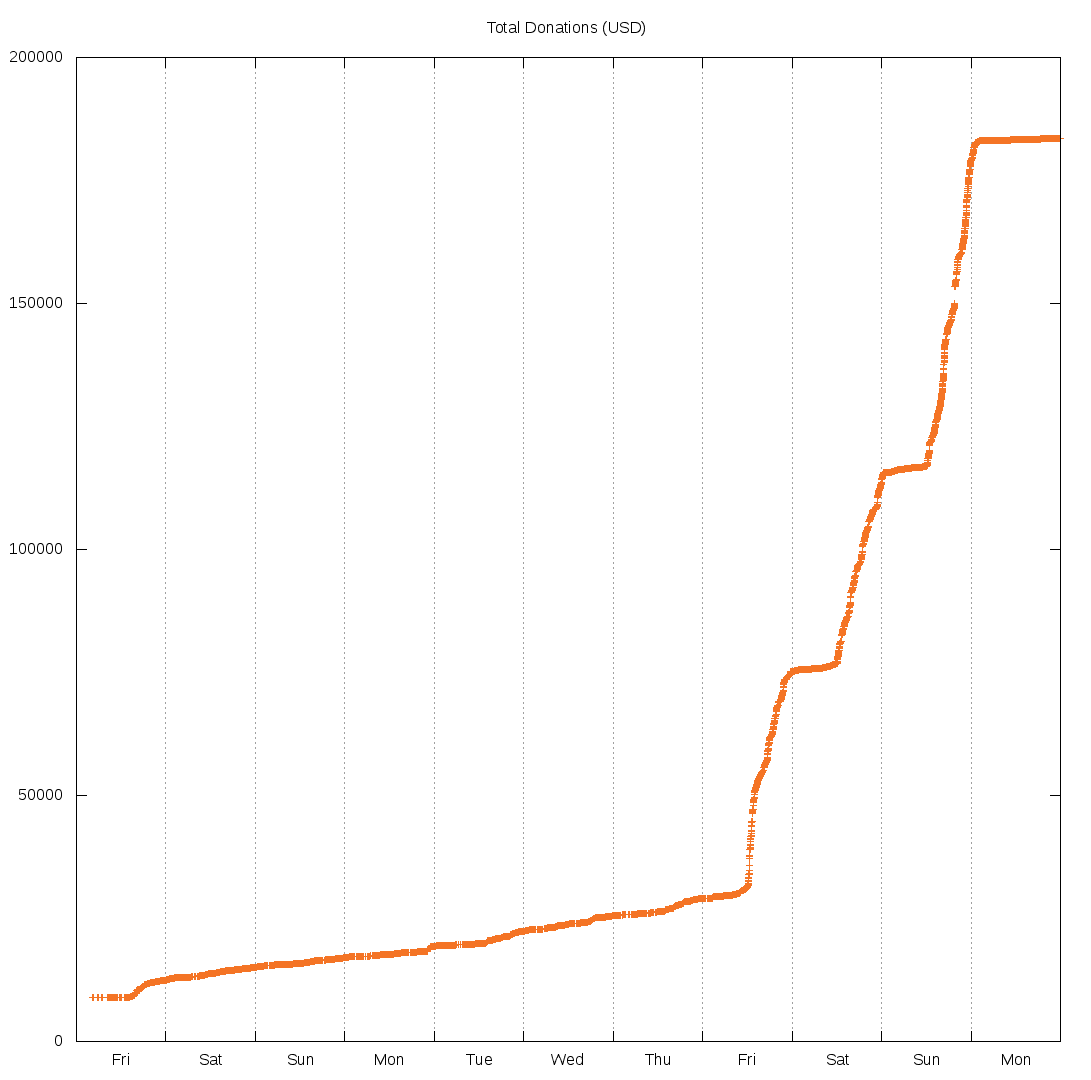 Total Donations (USD)
200000
150000
100000
50000
0
Fri Sat Sun Mon Tue Wed Thu Fri Sat Sun Mon